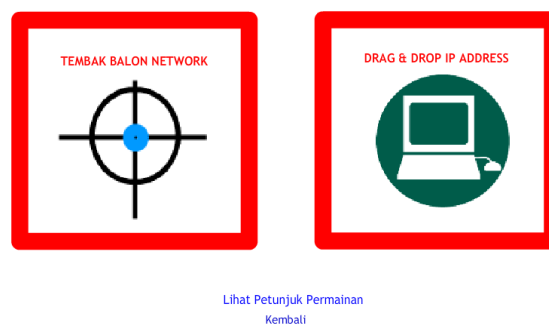 TEMBAK BALON NETWORK
DRAG & DROP IP ADDRESS
Lihat Petunjuk Permainan
Kembali